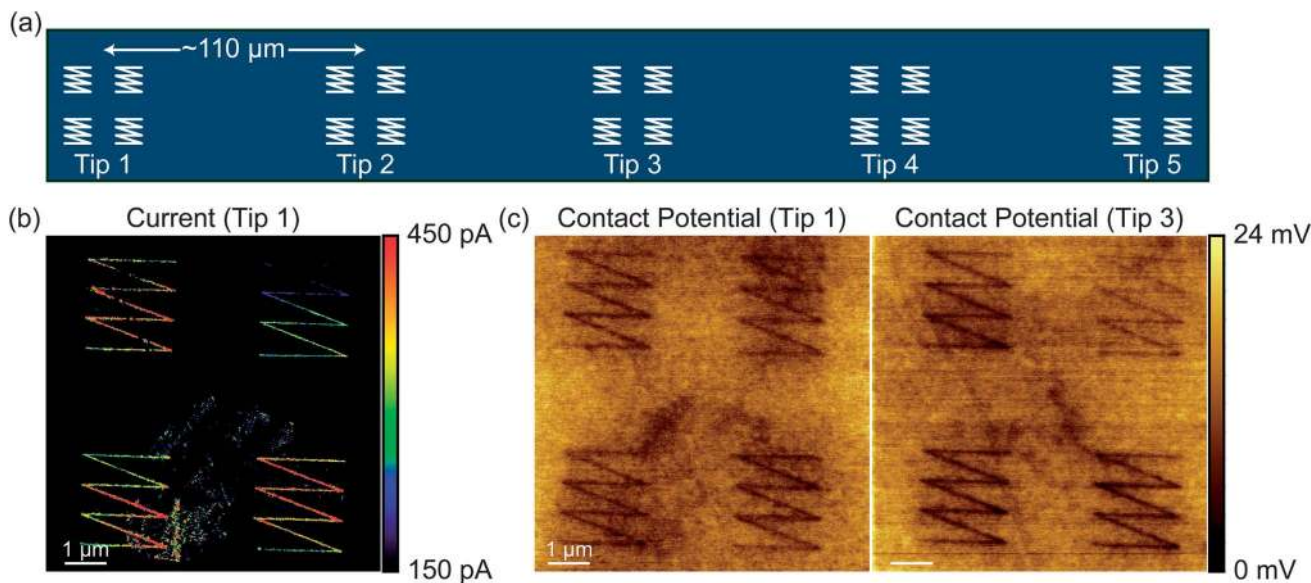 (a)
~110 µm
Tip 1 Tip 2 Tip 3 Tip 4 Tip 5
(b) Current (Tip 1)
450 pA
1 µm
150 pA
(c) Contact Potential (Tip 1) Contact Potential (Tip 3)
24 mV
1 µm
0 mV